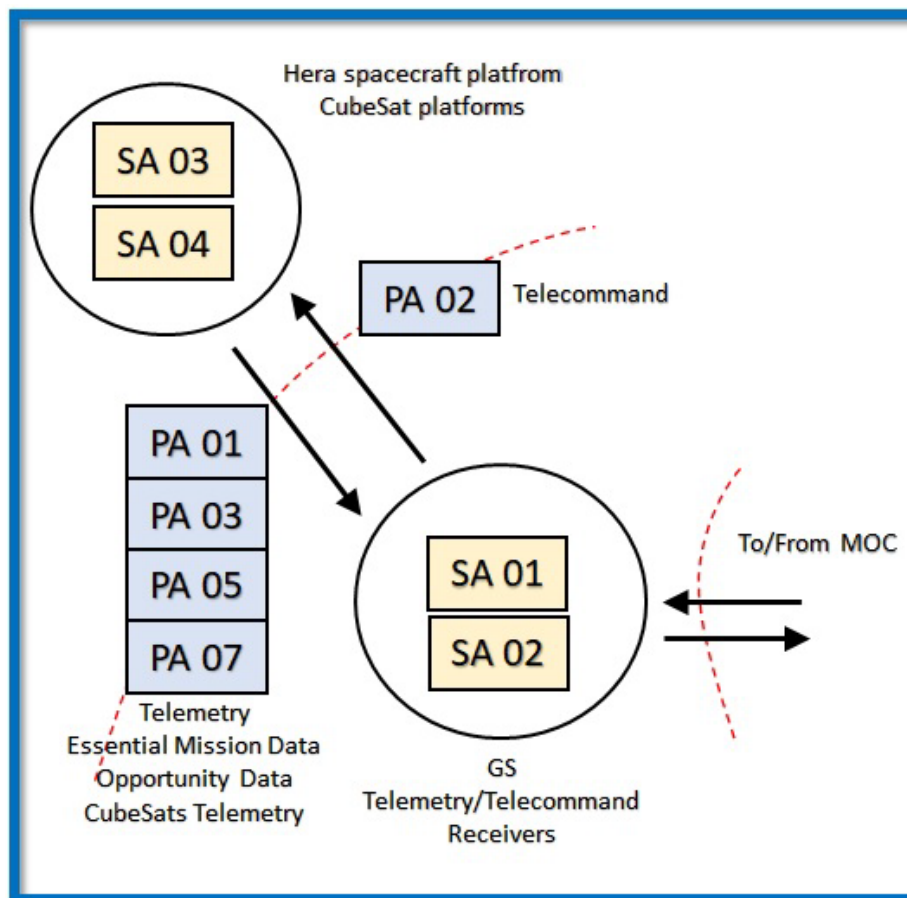 Hera spacecraft platfrom
CubeSat platforms
SA 03
SA 04
PA 02
Telecommand
PA 01
PA 03
PA 05
PA 07
Telemetry
Essential Mission Data
Opportunity Data
CubeSats Telemetry
SA 01
SA 02
To/From MOC
GS
Telemetry/Telecommand
Receivers